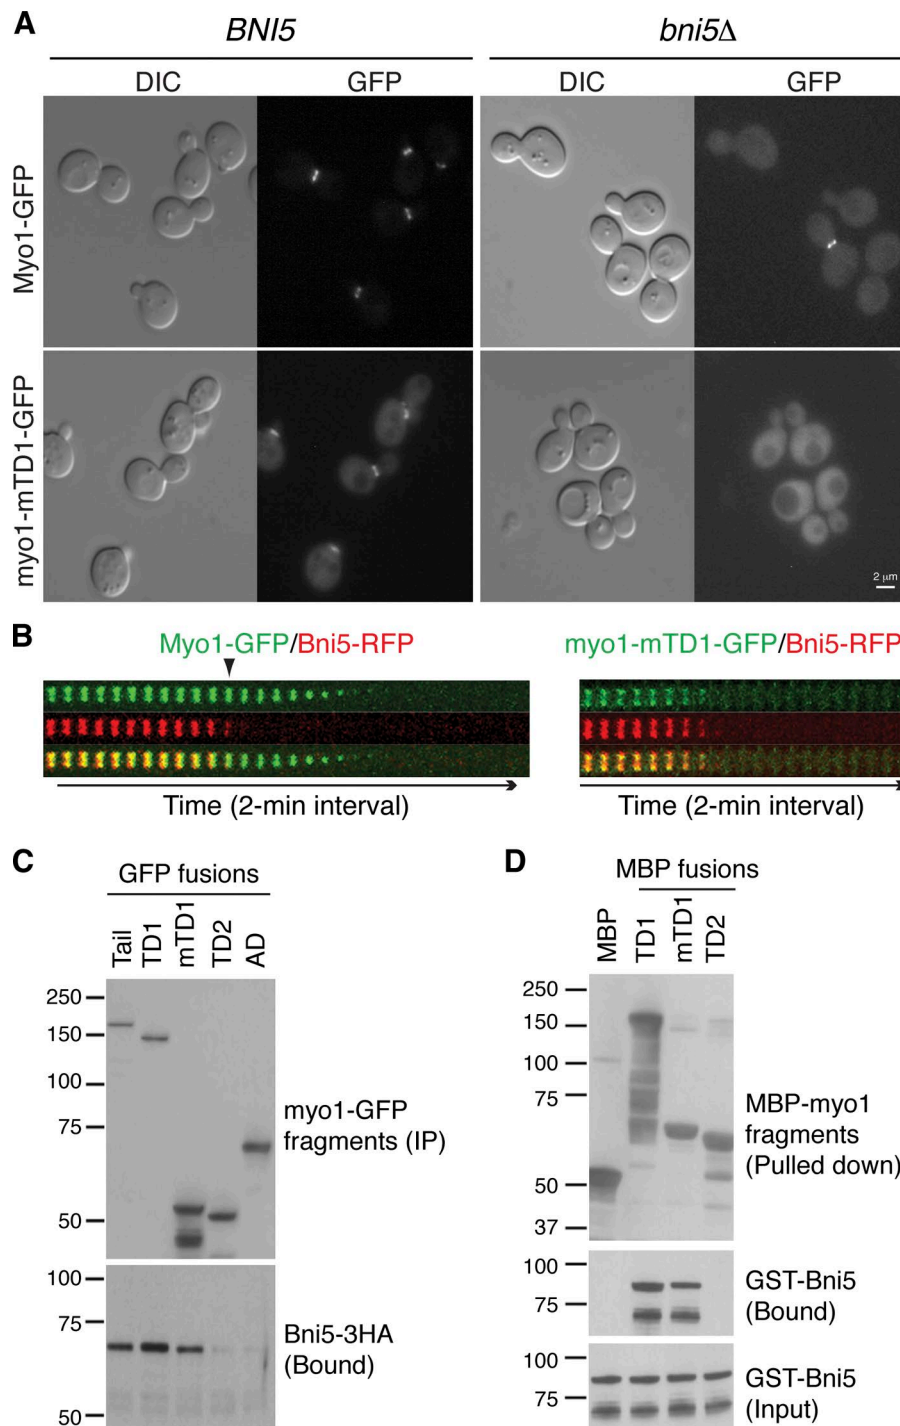 A
BNI5
bni5Δ
DIC
GFP
DIC
GFP
Myo1-GFP
myo1-mTD1-GFP
2 μm
B
Myo1-GFP/Bni5-RFP
myo1-mTD1-GFP/Bni5-RFP
Time (2-min interval)
Time (2-min interval)
C
GFP fusions
Tail
TD1
mTD1
TD2
AD
250
150
100
75
50
myo1-GFP
fragments (IP)
100
75
50
Bni5-3HA
(Bound)
D
MBP fusions
MBP
TD1
mTD1
TD2
250
150
100
75
50
37
MBP-myo1
fragments
(Pulled down)
100
75
GST-Bni5
(Bound)
100
75
GST-Bni5
(Input)